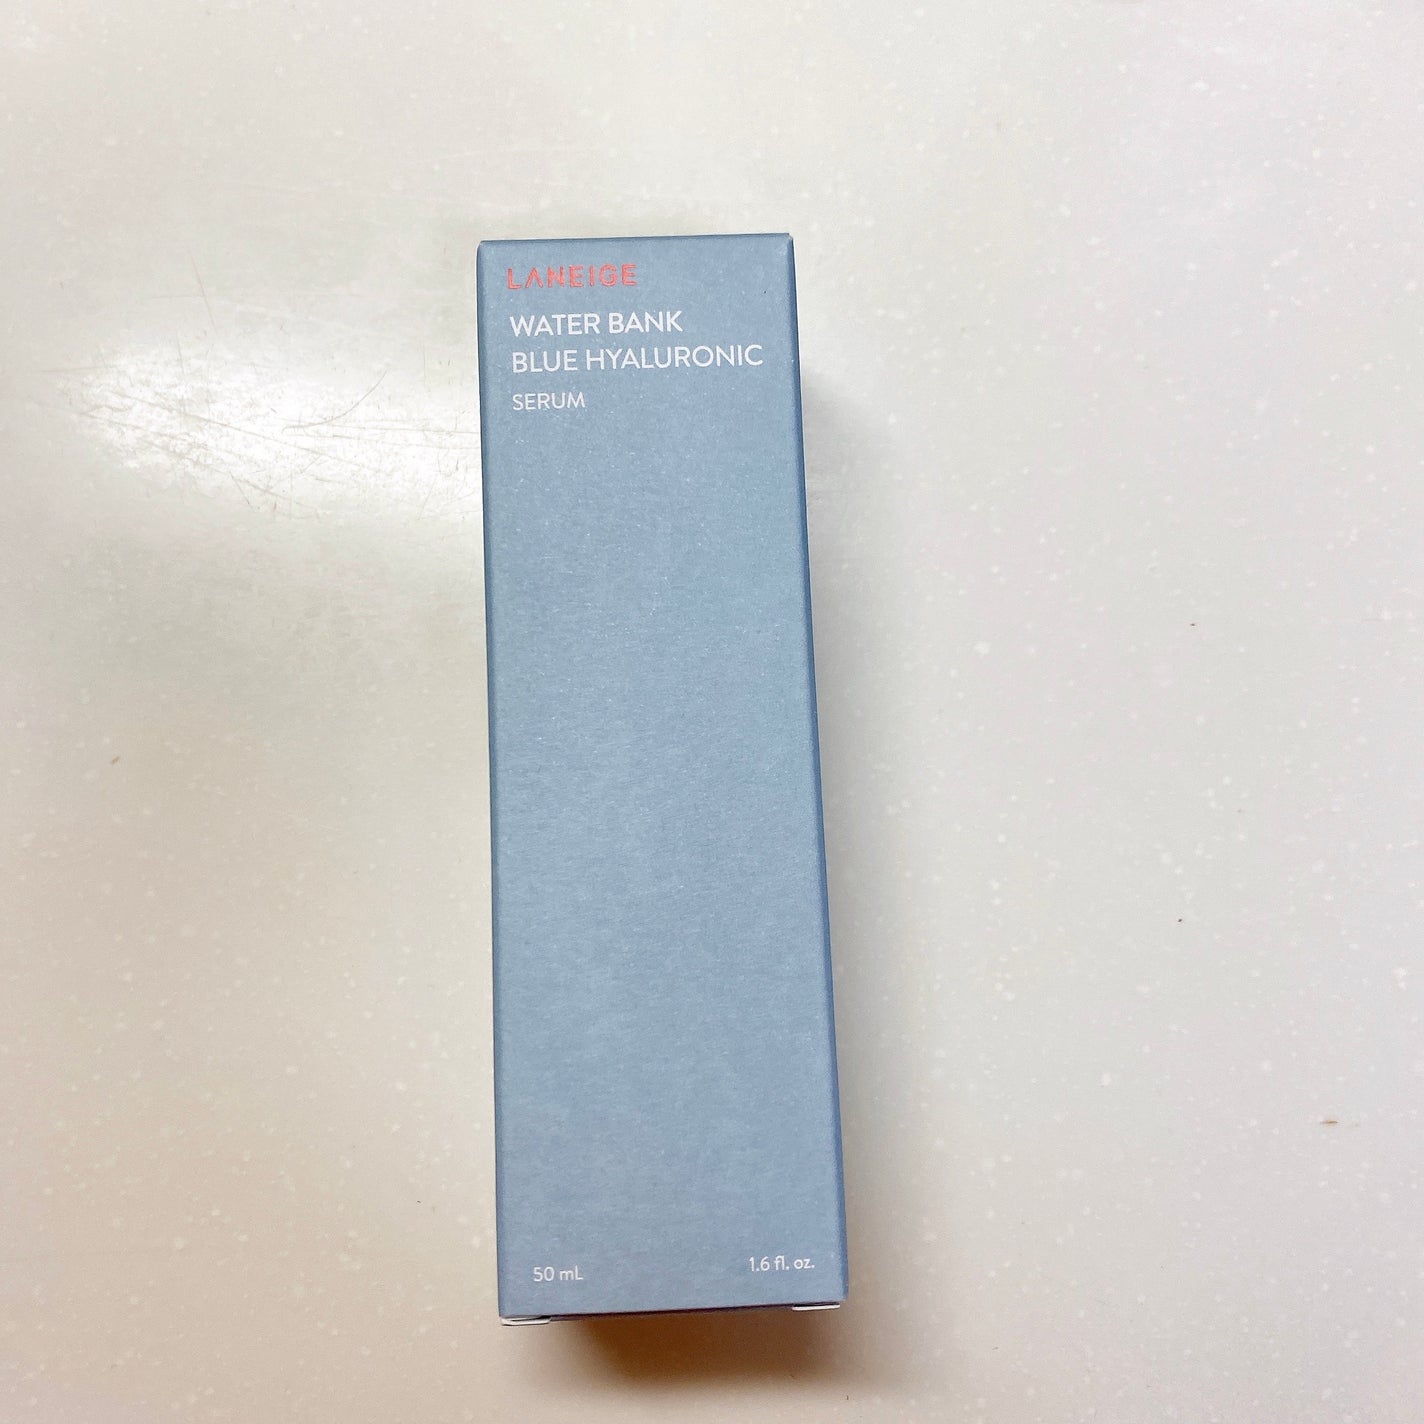 LANEIGE
WATER BANK
BLUE HYALURONIC
SERUM
50 mL 1.6 fl. oz.